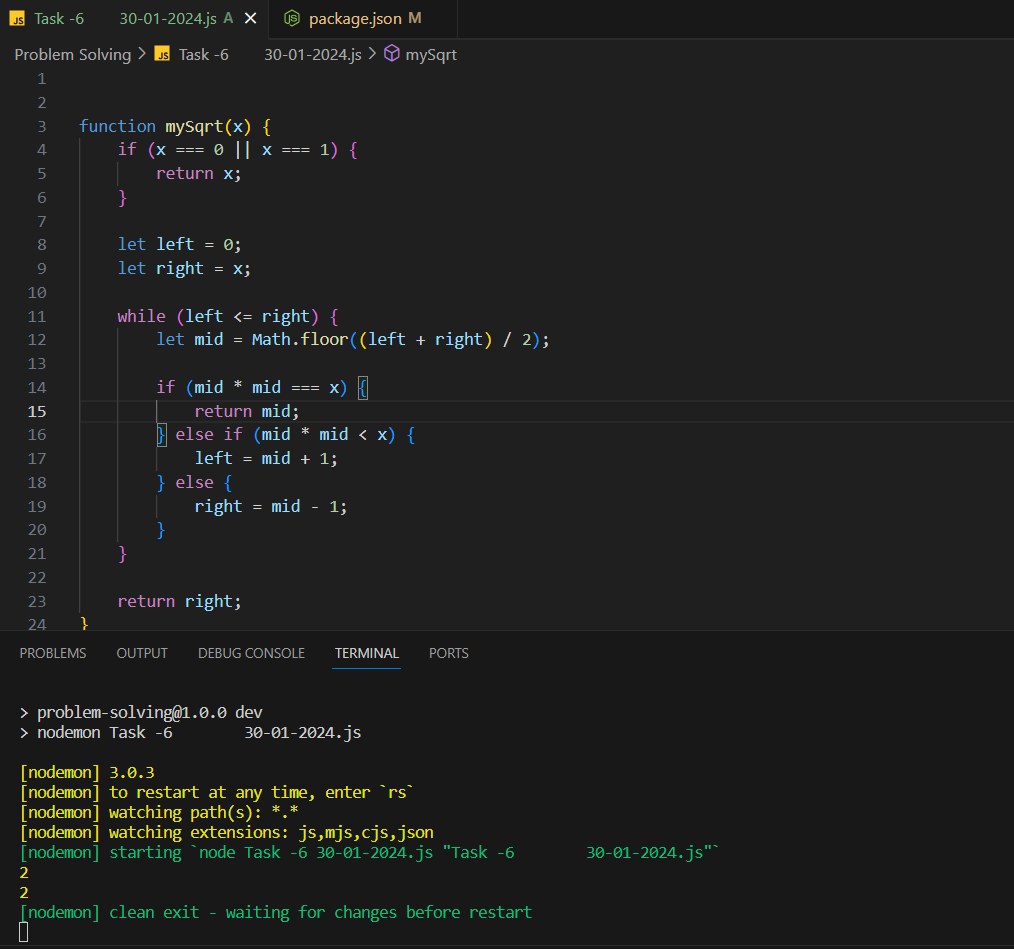 JS Task -6 30-01-2024.js A × JS package.json M
Problem Solving > JS Task -6 30-01-2024.js > mySqrt
1
2
3 function mySqrt(x) {
4 if (x === 0 || x === 1) {
5 return x;
6 }
7
8 let left = 0;
9 let right = x;
10
11 while (left <= right) {
12 let mid = Math.floor((left + right) / 2);
13
14 if (mid * mid === x) {
15 return mid;
16 } else if (mid * mid < x) {
17 left = mid + 1;
18 } else {
19 right = mid - 1;
20 }
21 }
22
23 return right;
24 }
PROBLEMS OUTPUT DEBUG CONSOLE TERMINAL PORTS
> problem-solving@1.0.0 dev
> nodemon Task -6 30-01-2024.js
[nodemon] 3.0.3
[nodemon] to restart at any time, enter `rs`
[nodemon] watching path(s): *.*
[nodemon] watching extensions: js,mjs,cjs,json
[nodemon] starting `node Task -6 30-01-2024.js "Task -6 30-01-2024.js"`
2
2
[nodemon] clean exit - waiting for changes before restart